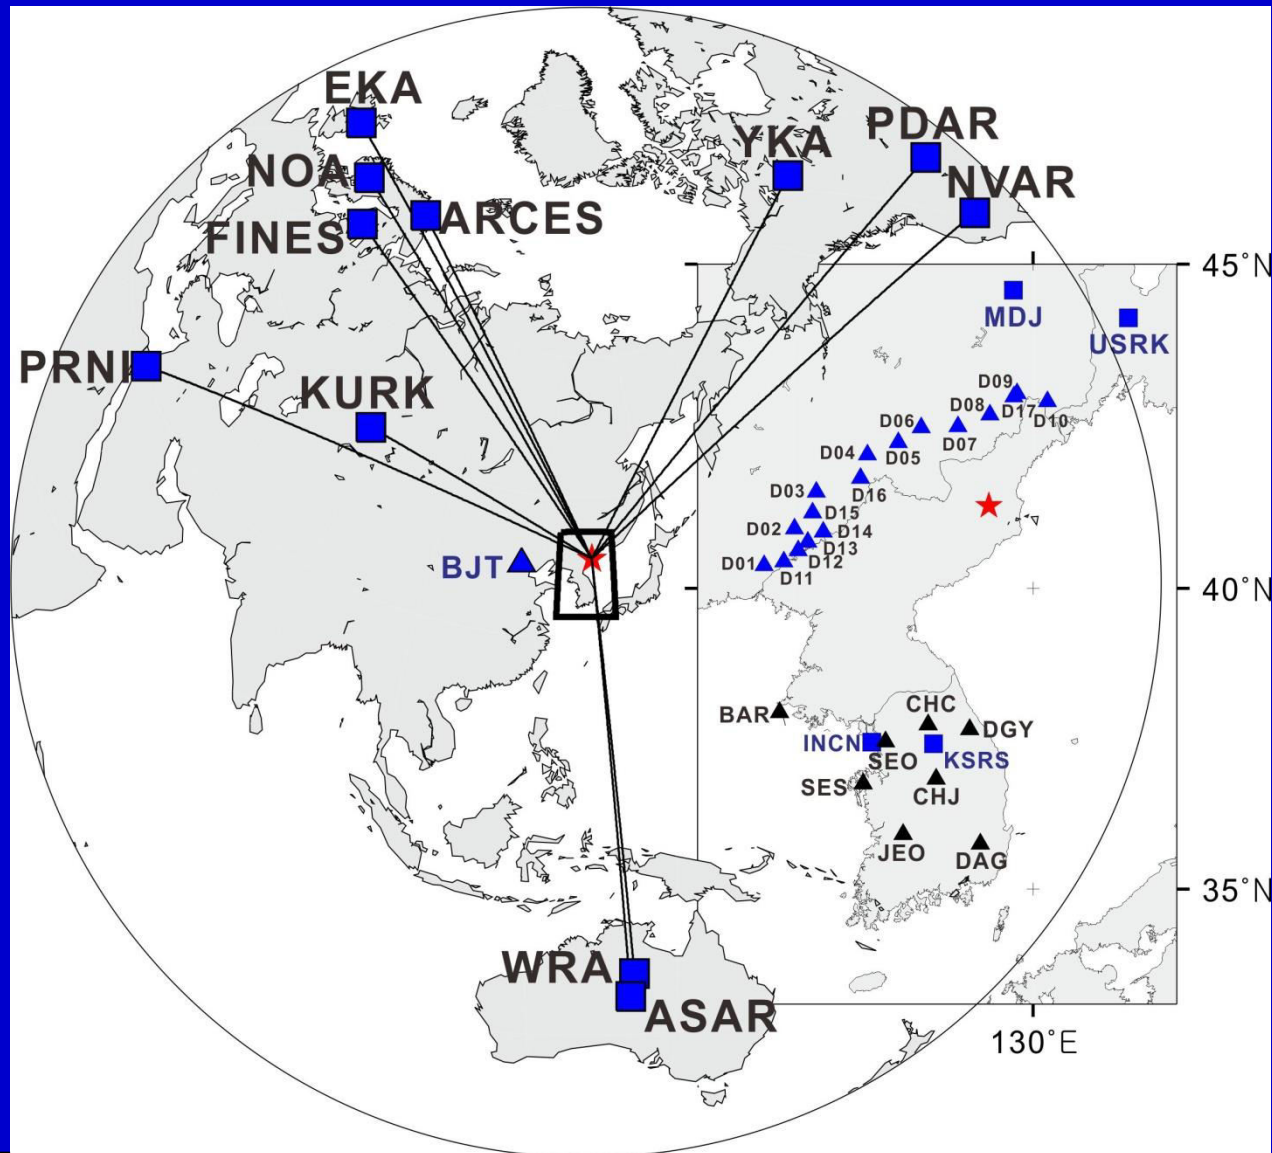 EKA
PDAR
YKA
NOA
NVAR
ARCES
FINES
45°N
MDJ
USRK
PRNI
KURK
D09
D08
D17
D10
D06
D07
D05
D04
D03
D16
D15
D02
D14
D13
D12
D01
D11
BJT
40°N
CHC
BAR
DGY
INCN
SEO
KSRS
SES
CHJ
JEO
DAG
35°N
WRA
ASAR
130°E